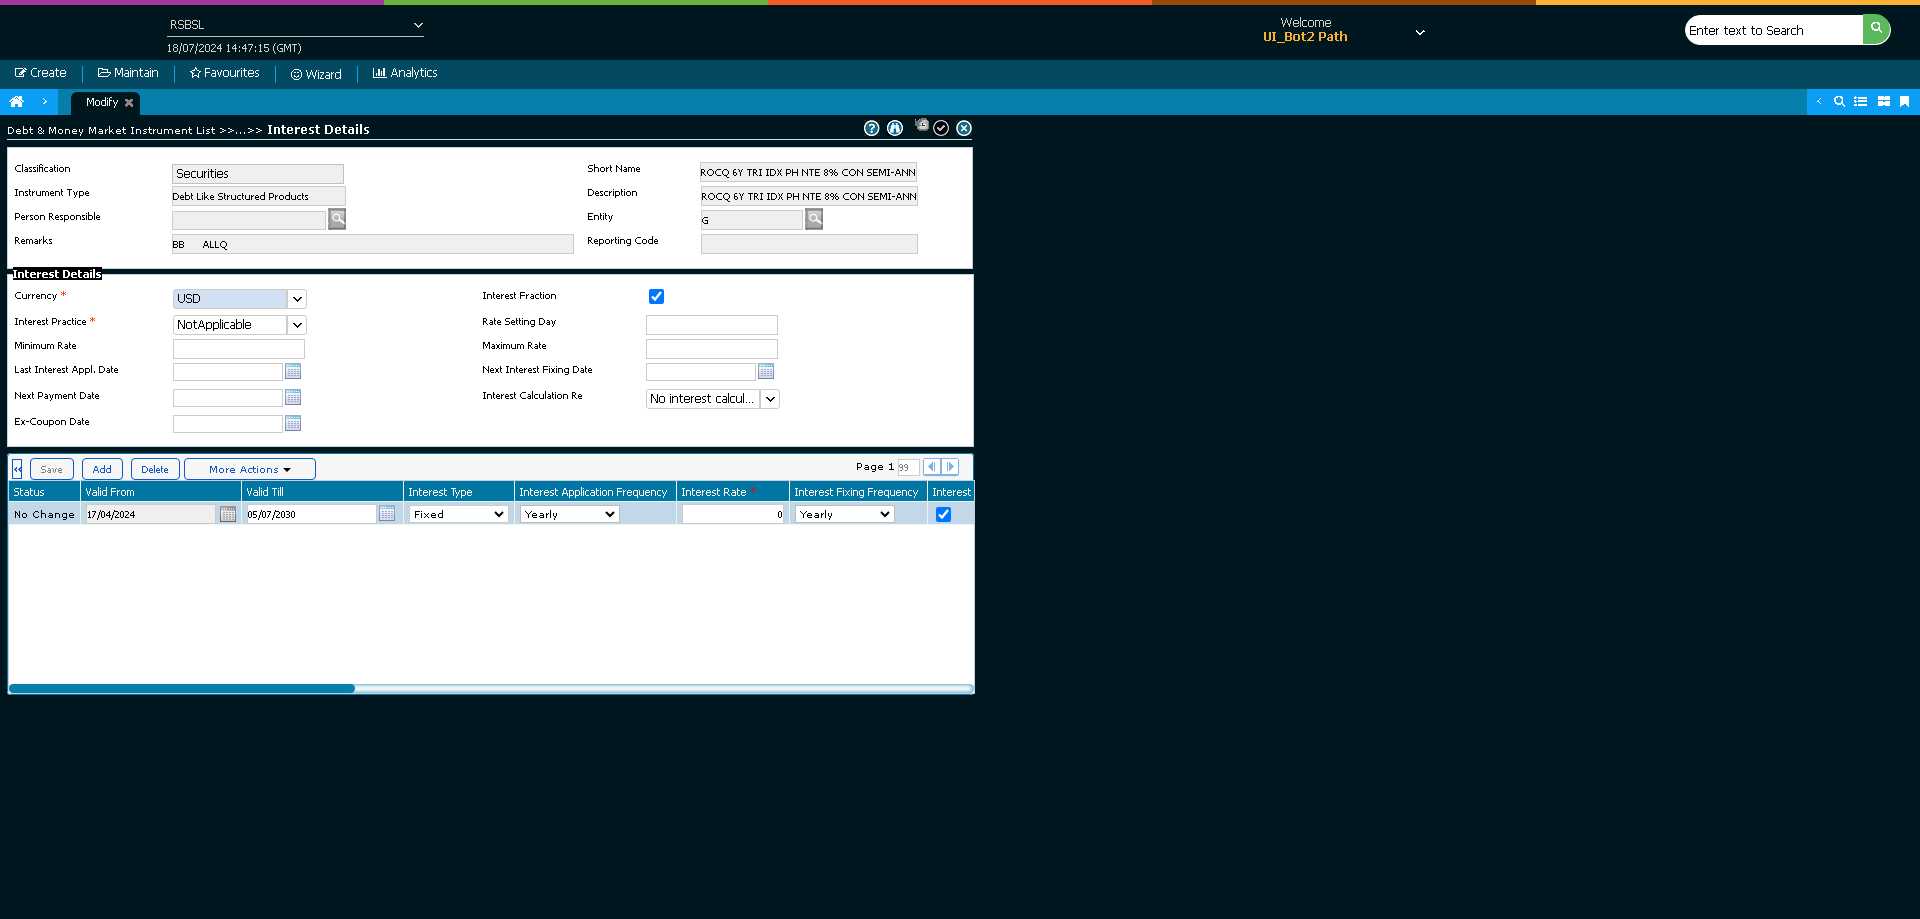 RSBSL
18/07/2024 14:47:15 (GMT)
Welcome
UI_Bot2 Path
Enter text to Search
Create Maintain Favourites Wizard Analytics
Modify
Debt & Money Market Instrument List >>...>> Interest Details
Classification Securities Short Name ROCQ 6Y TRI IDX PH NTE 8% CON SEMI-ANN
Instrument Type Debt Like Structured Products Description ROCQ 6Y TRI IDX PH NTE 8% CON SEMI-ANN
Person Responsible Entity G
Remarks BB ALLQ Reporting Code
Interest Details
Currency * USD Interest Fraction
Interest Practice * NotApplicable Rate Setting Day
Minimum Rate Maximum Rate
Last Interest Appl. Date Next Interest Fixing Date
Next Payment Date Interest Calculation Re No interest calcul...
Ex-Coupon Date
Save Add Delete More Actions Page 1 99
Status Valid From Valid Till Interest Type Interest Application Frequency Interest Rate * Interest Fixing Frequency Interest
No Change 17/04/2024 05/07/2030 Fixed Yearly 0 Yearly